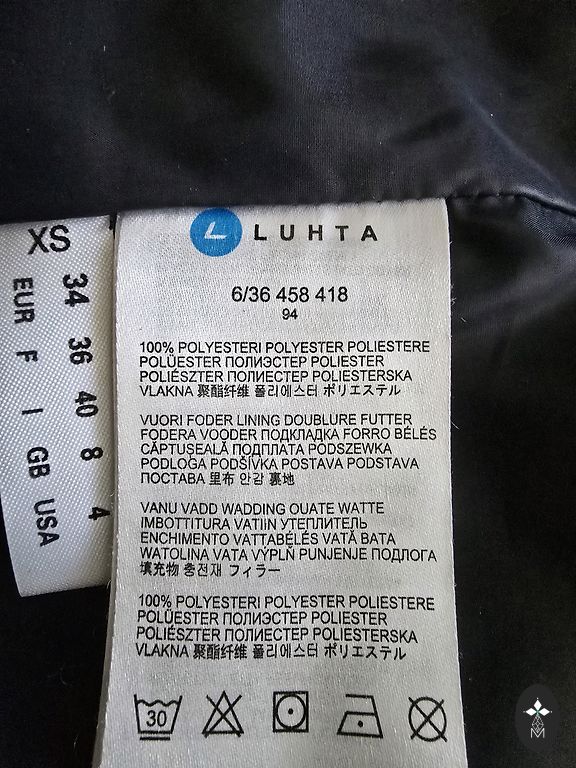 LUHTA
6/36 458 418
94
100% POLYESTERI POLYESTER POLIESTERE
POLÜESTER ПОЛИЭСТЕР POLIESTER
POLIÉSZTER ПОЛИЕСТЕР POLIESTERSKA
VLAKNA 聚酯纤维 폴리에스터 ポリエステル
VUORI FODER LINING DOUBLURE FUTTER
FODERA VOODER ПОДКЛАДКА FORRO BÉLÉS
CĂPTUŞEALĂ ПОДПЛАТА PODSZEWKA
PODLOGA PODŠÍVKA POSTAVA PODSTAVA
ПОСТАВА 里布 안감 裏地
VANU VADD WADDING OUATE WATTE
IMBOTTITURA VATIIN УТЕПЛИТЕЛЬ
ENCHIMENTO VATTABÉLÉS VATĂ ВАТА
WATOLINA VATA VÝPLŇ PUNJENJE ПОДЛОГА
填充物 충전재 フィラー
100% POLYESTERI POLYESTER POLIESTERE
POLÜESTER ПОЛИЭСТЕР POLIESTER
POLIÉSZTER ПОЛИЕСТЕР POLIESTERSKA
VLAKNA 聚酯纤维 폴리에스터 ポリエステル
30
XS
34 36 40 8 4
EUR F I GB USA